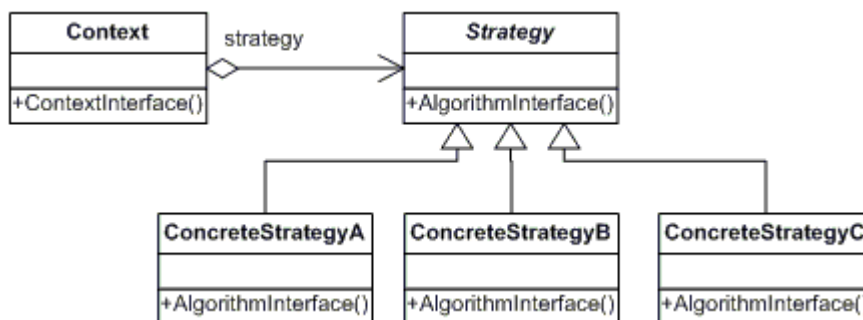 Context
strategy
Strategy
+ContextInterface()
+AlgorithmInterface()
ConcreteStrategyA
ConcreteStrategyB
ConcreteStrategyC
+AlgorithmInterface()
+AlgorithmInterface()
+AlgorithmInterface()